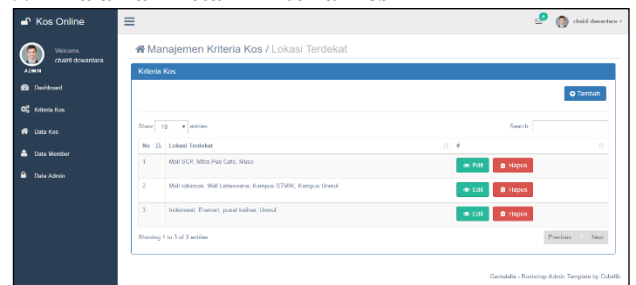 Kos Online
chairil dewantara
Welcome,
chairil dewantara
ADMIN
Dashboard
Kriteria Kos
Data Kos
Data Member
Data Admin
Manajemen Kriteria Kos / Lokasi Terdekat
Kriteria Kos
Tambah
Show 10 entries
Search:
No Lokasi Terdekat #
1 Mall SCP, Mitra Pub Cafe, Muso Edit Hapus
2 Mall robinson, Mall Lebuswana, Kampus STMIK, Kampus Unmul Edit Hapus
3 Indomaret, Eramart, pusat kuliner, Unmul Edit Hapus
Showing 1 to 3 of 3 entries
Previous 1 Next
Gentelella - Bootstrap Admin Template by Colorlib